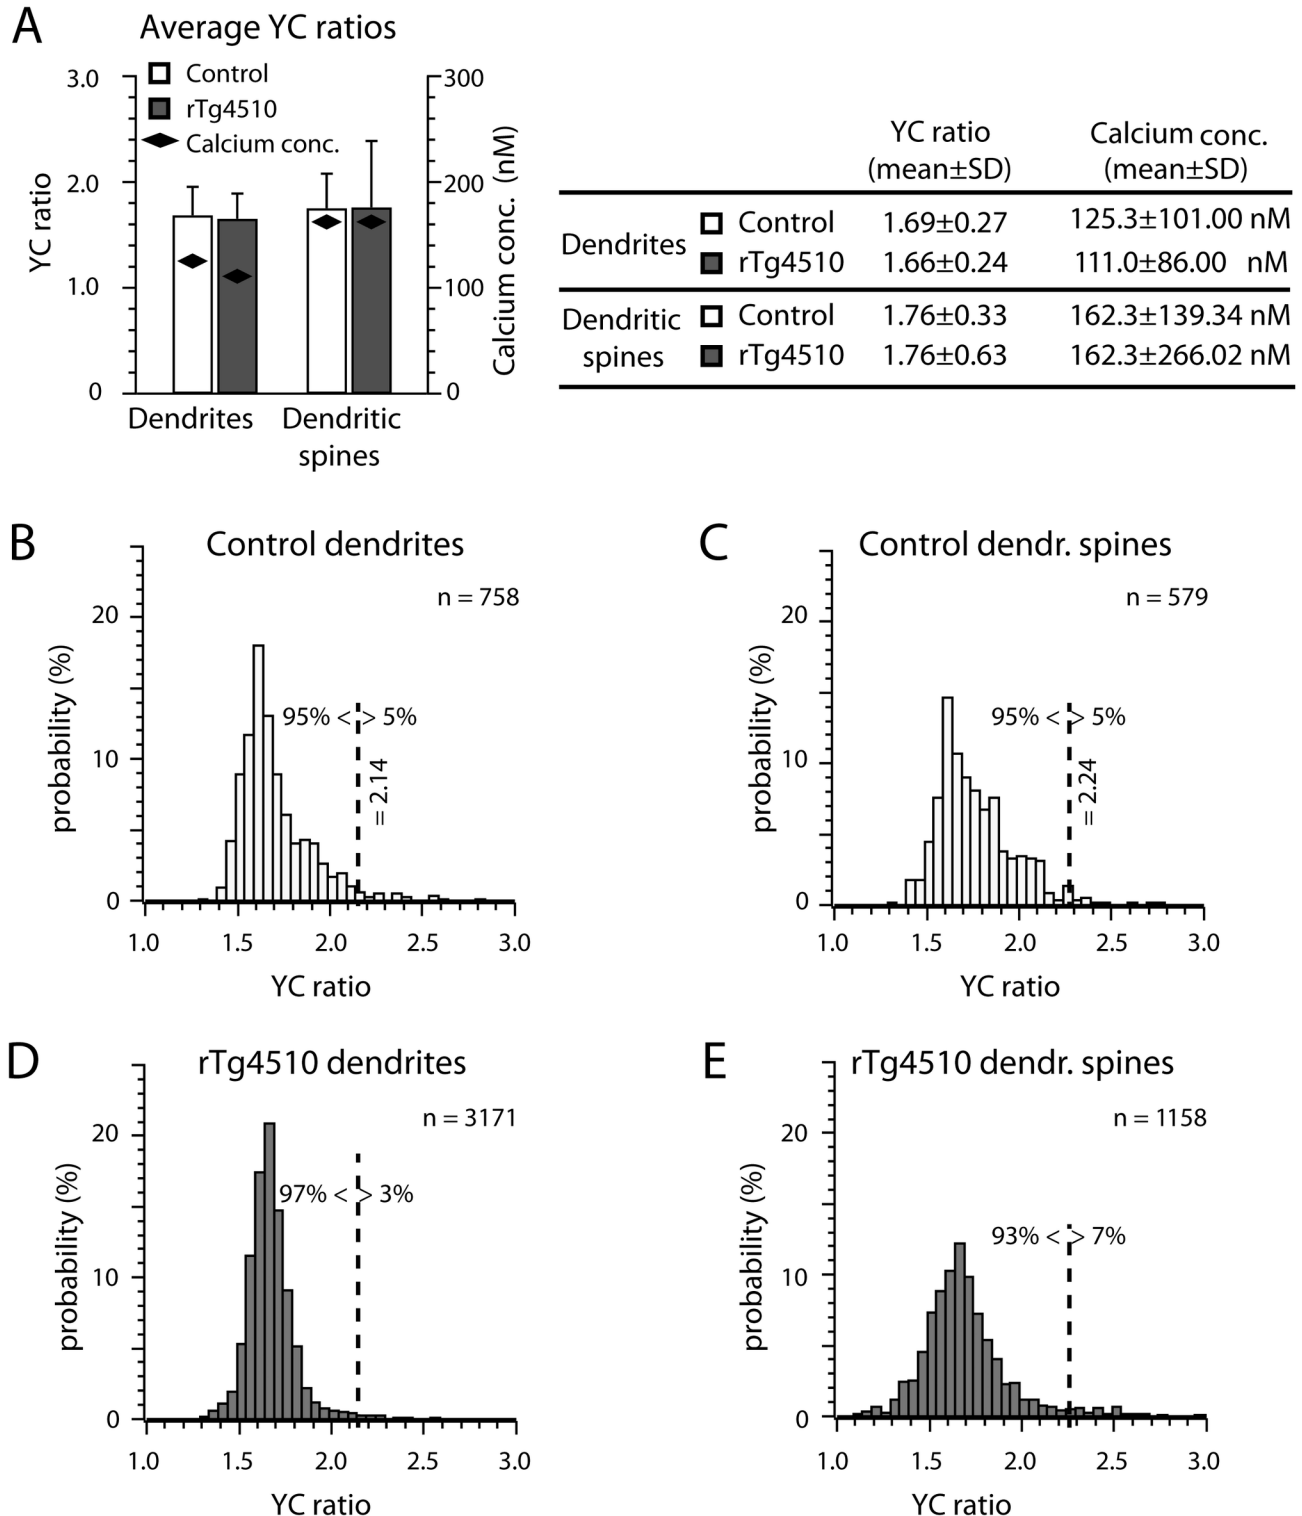 A
Average YC ratios
Control
rTg4510
Calcium conc.
3.0
2.0
1.0
0
YC ratio
300
200
100
0
Calcium conc. (nM)
Dendrites
Dendritic
spines
YC ratio
(mean±SD)
Calcium conc.
(mean±SD)
Dendrites
Control 1.69±0.27 125.3±101.00 nM
rTg4510 1.66±0.24 111.0±86.00 nM
Dendritic
spines
Control 1.76±0.33 162.3±139.34 nM
rTg4510 1.76±0.63 162.3±266.02 nM
B
Control dendrites
n = 758
20
10
0
probability (%)
95% < > 5%
= 2.14
1.0 1.5 2.0 2.5 3.0
YC ratio
C
Control dendr. spines
n = 579
20
10
0
probability (%)
95% < > 5%
= 2.24
1.0 1.5 2.0 2.5 3.0
YC ratio
D
rTg4510 dendrites
n = 3171
20
10
0
probability (%)
97% < > 3%
1.0 1.5 2.0 2.5 3.0
YC ratio
E
rTg4510 dendr. spines
n = 1158
20
10
0
probability (%)
93% < > 7%
1.0 1.5 2.0 2.5 3.0
YC ratio